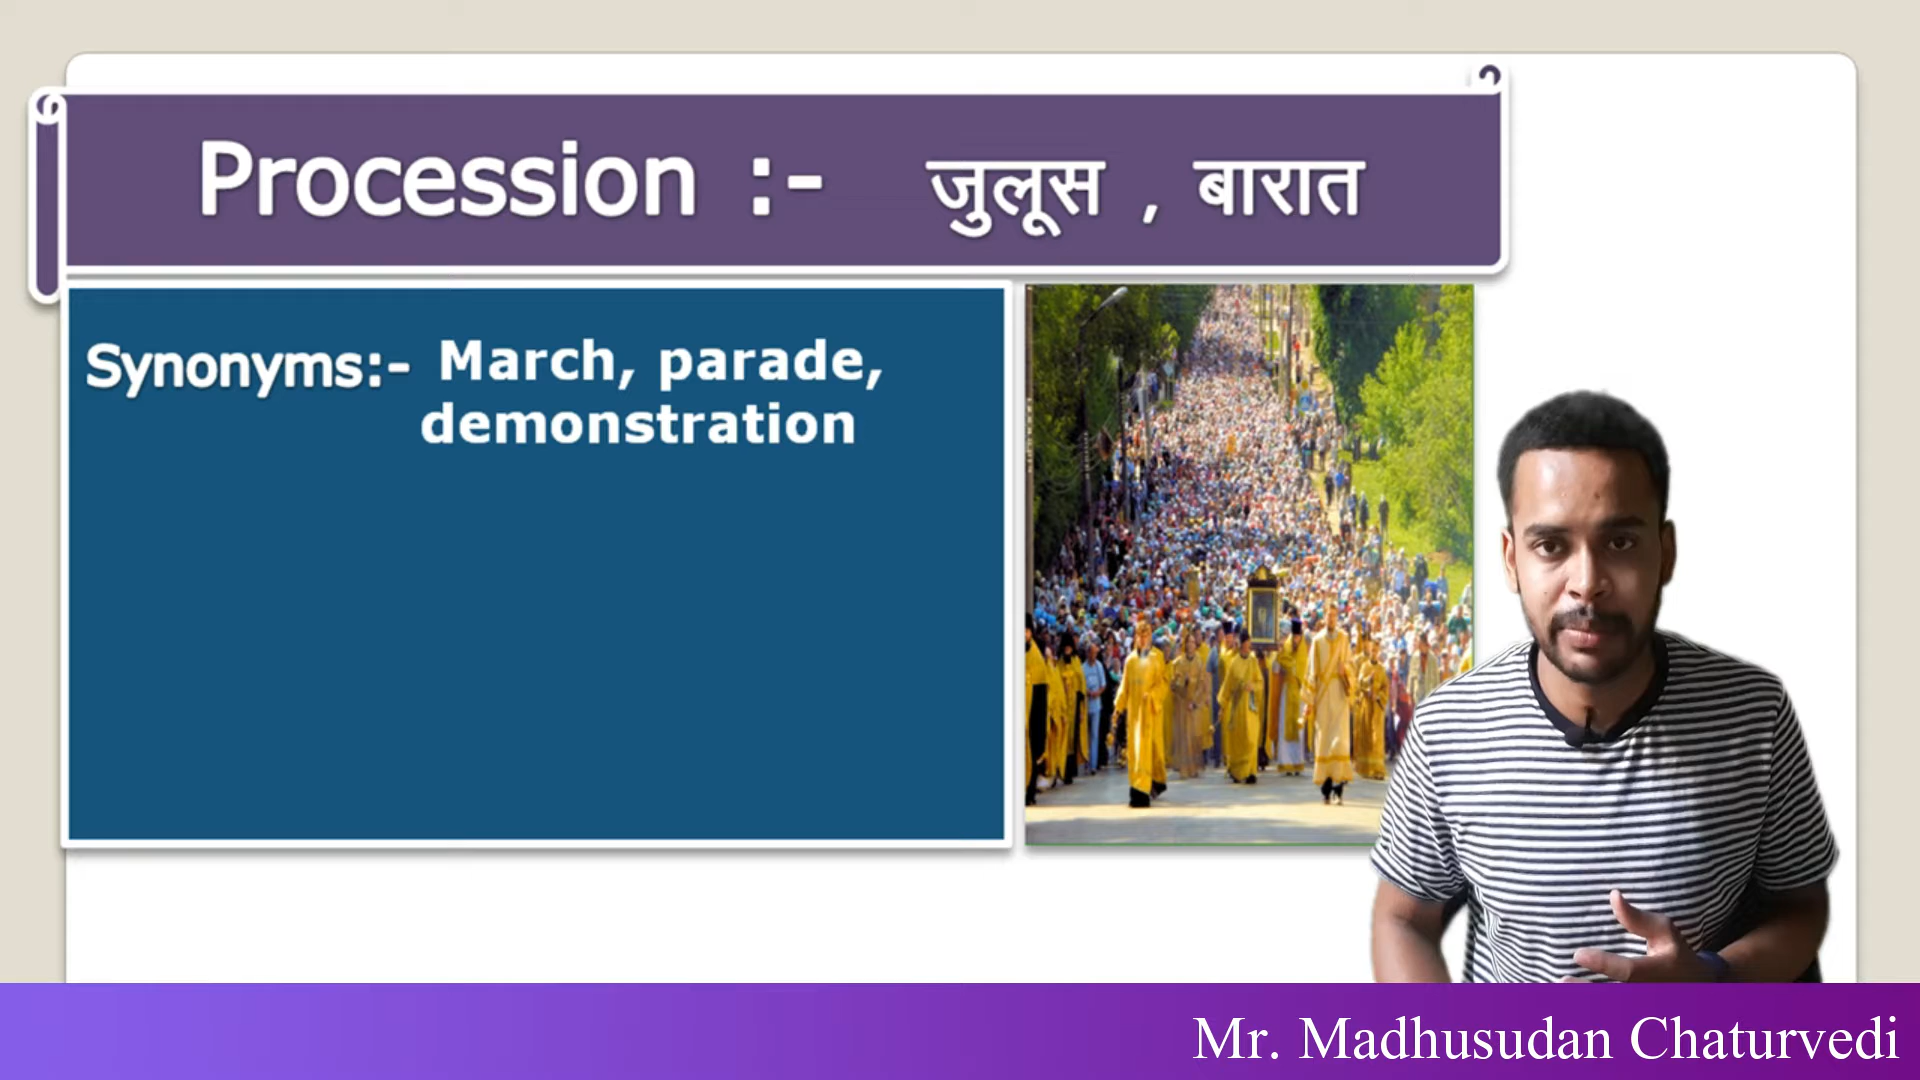 Procession :- जुलूस , बारात
Synonyms:- March, parade,
demonstration
Mr. Madhusudan Chaturvedi